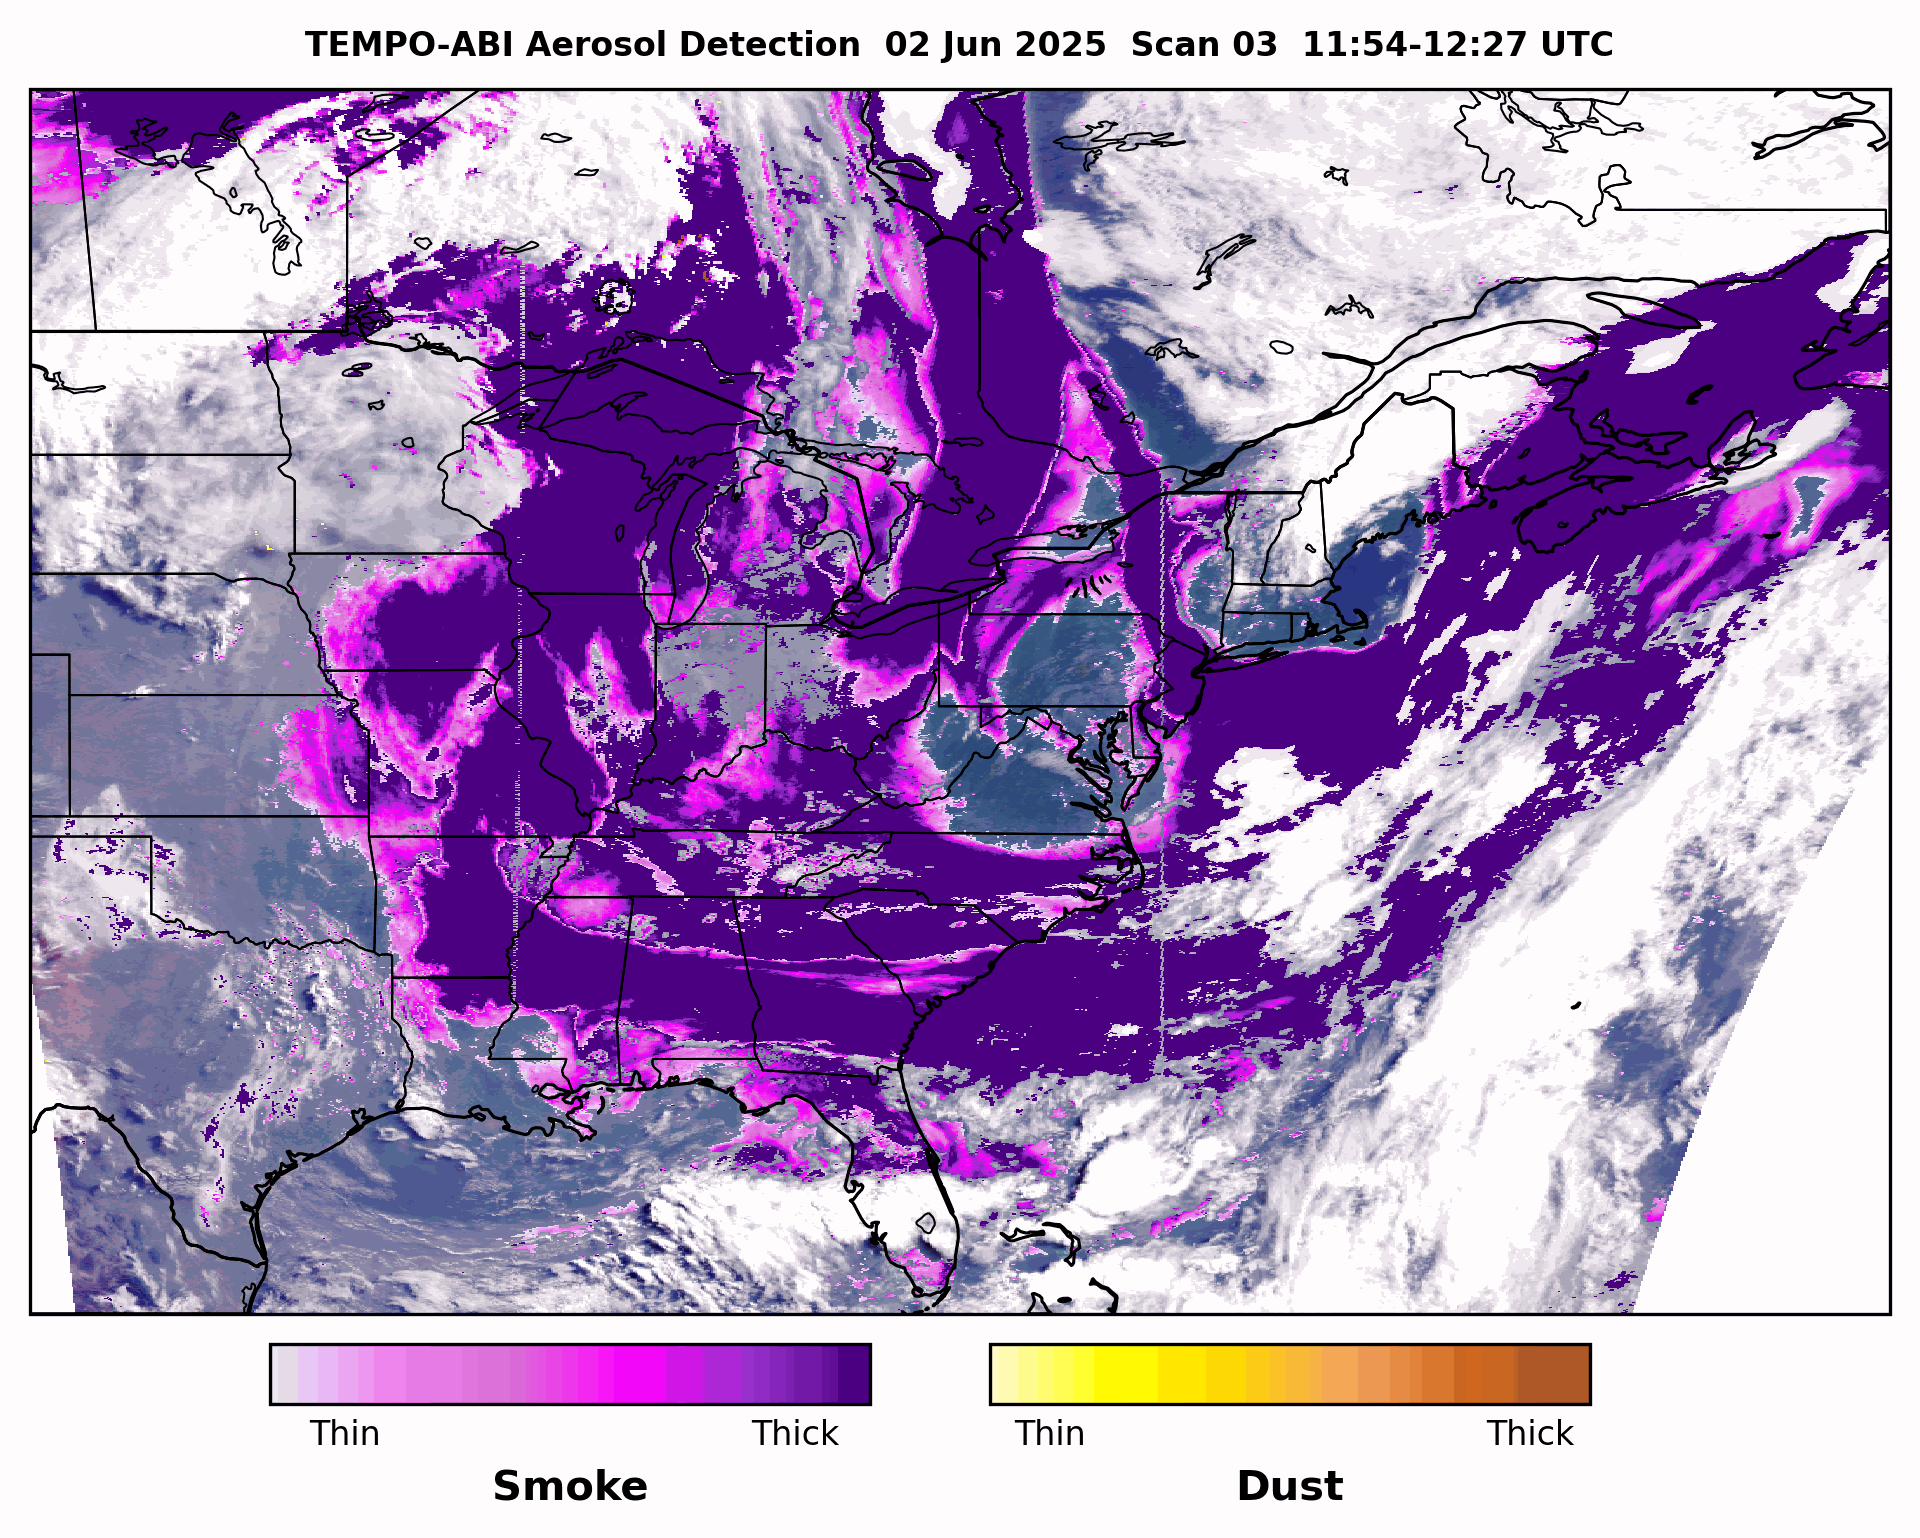 TEMPO-ABI Aerosol Detection 02 Jun 2025 Scan 03 11:54-12:27 UTC
Thin Thick Thin Thick
Smoke Dust